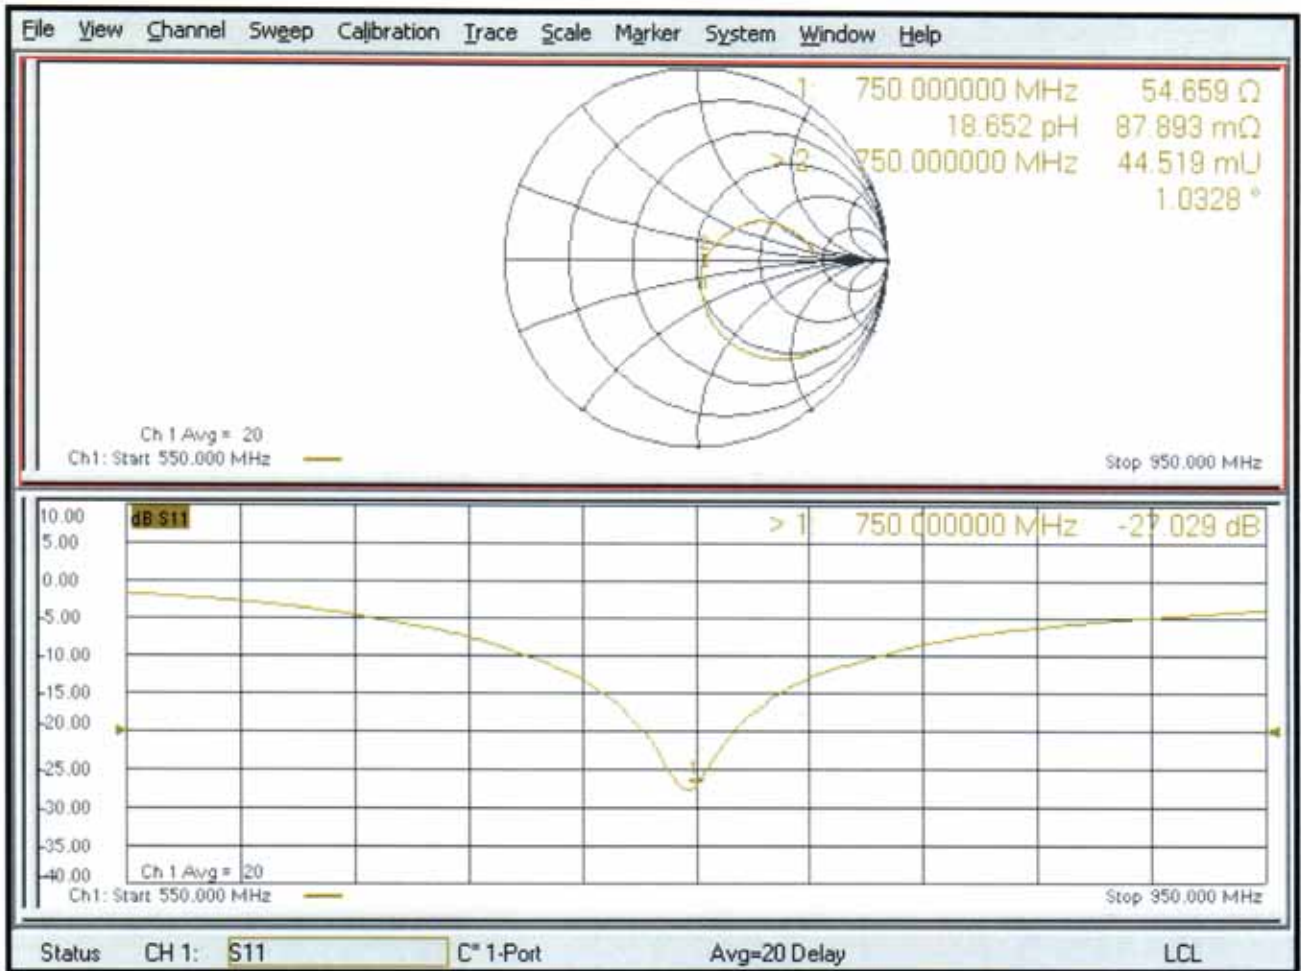 File View Channel Sweep Calibration Trace Scale Marker System Window Help
1: 750.000000 MHz 54.659 Ω
18.652 pH 87.893 mΩ
> 2: 750.000000 MHz 44.519 mU
1.0328 °
Ch 1 Avg = 20
Ch1: Start 550.000 MHz
Stop 950.000 MHz
10.00
dB S11
> 1: 750.000000 MHz -27.029 dB
5.00
0.00
-5.00
-10.00
-15.00
-20.00
-25.00
1
-30.00
-35.00
-40.00
Ch 1 Avg = 20
Ch1: Start 550.000 MHz
Stop 950.000 MHz
Status CH 1: S11 C* 1-Port Avg=20 Delay LCL